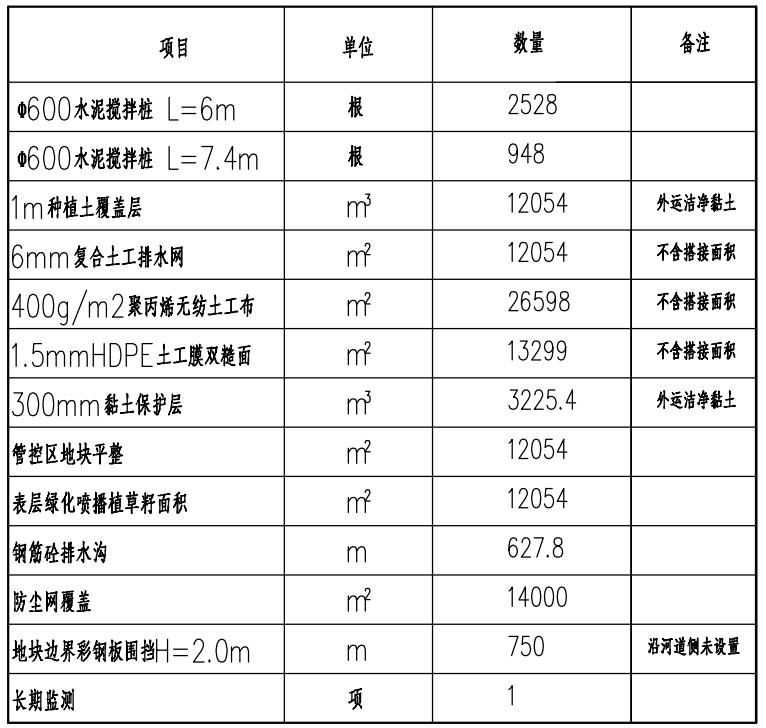 项目 单位 数量 备注
Φ600水泥搅拌桩 L=6m 根 2528
Φ600水泥搅拌桩 L=7.4m 根 948
1m种植土覆盖层 m³ 12054 外运洁净黏土
6mm复合土工排水网 m² 12054 不含搭接面积
400g/m2聚丙烯无纺土工布 m² 26598 不含搭接面积
1.5mmHDPE土工膜双糙面 m² 13299 不含搭接面积
300mm黏土保护层 m³ 3225.4 外运洁净黏土
管控区地块平整 m² 12054
表层绿化喷播植草籽面积 m² 12054
钢筋砼排水沟 m 627.8
防尘网覆盖 m² 14000
地块边界彩钢板围挡H=2.0m m 750 沿河道侧未设置
长期监测 项 1